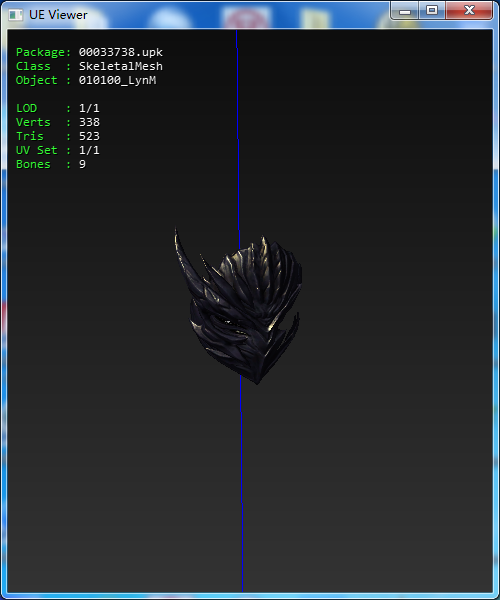 UE Viewer
Package: 00033738.upk
Class : SkeletalMesh
Object : 010100_LynM
LOD : 1/1
Verts : 338
Tris : 523
UV Set : 1/1
Bones : 9